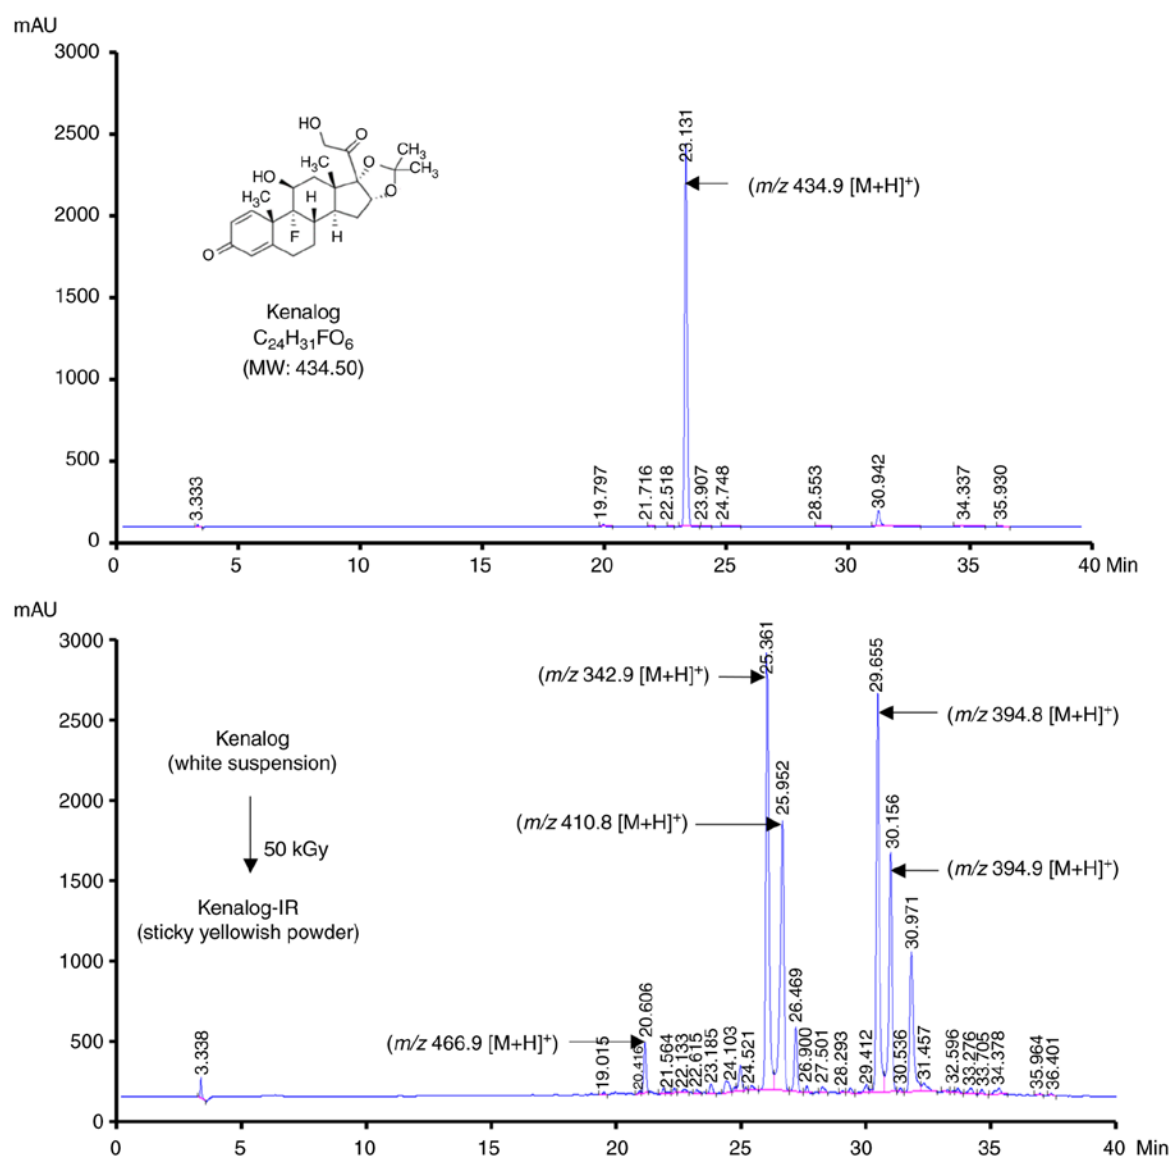 mAU
3000
2500
2000
1500
1000
500
0
HO
O
H₃C
O
CH₃
CH₃
O
HO
H₃C
H
F
H
O
Kenalog
C₂₄H₃₁FO₆
(MW: 434.50)
23.131
(m/z 434.9 [M+H]⁺)
3.333
19.797
21.716
22.518
23.907
24.748
28.553
30.942
34.337
35.930
0 5 10 15 20 25 30 35 40 Min
mAU
3000
2500
2000
1500
1000
500
0
Kenalog
(white suspension)
50 kGy
Kenalog-IR
(sticky yellowish powder)
(m/z 342.9 [M+H]⁺)
(m/z 410.8 [M+H]⁺)
(m/z 466.9 [M+H]⁺)
(m/z 394.8 [M+H]⁺)
(m/z 394.9 [M+H]⁺)
3.338
19.015
20.416
20.606
21.564
22.133
22.615
23.185
24.103
24.521
25.361
25.952
26.469
26.900
27.501
28.293
29.412
29.655
30.156
30.536
30.971
31.457
32.596
33.276
33.705
34.378
35.964
36.401
0 5 10 15 20 25 30 35 40 Min